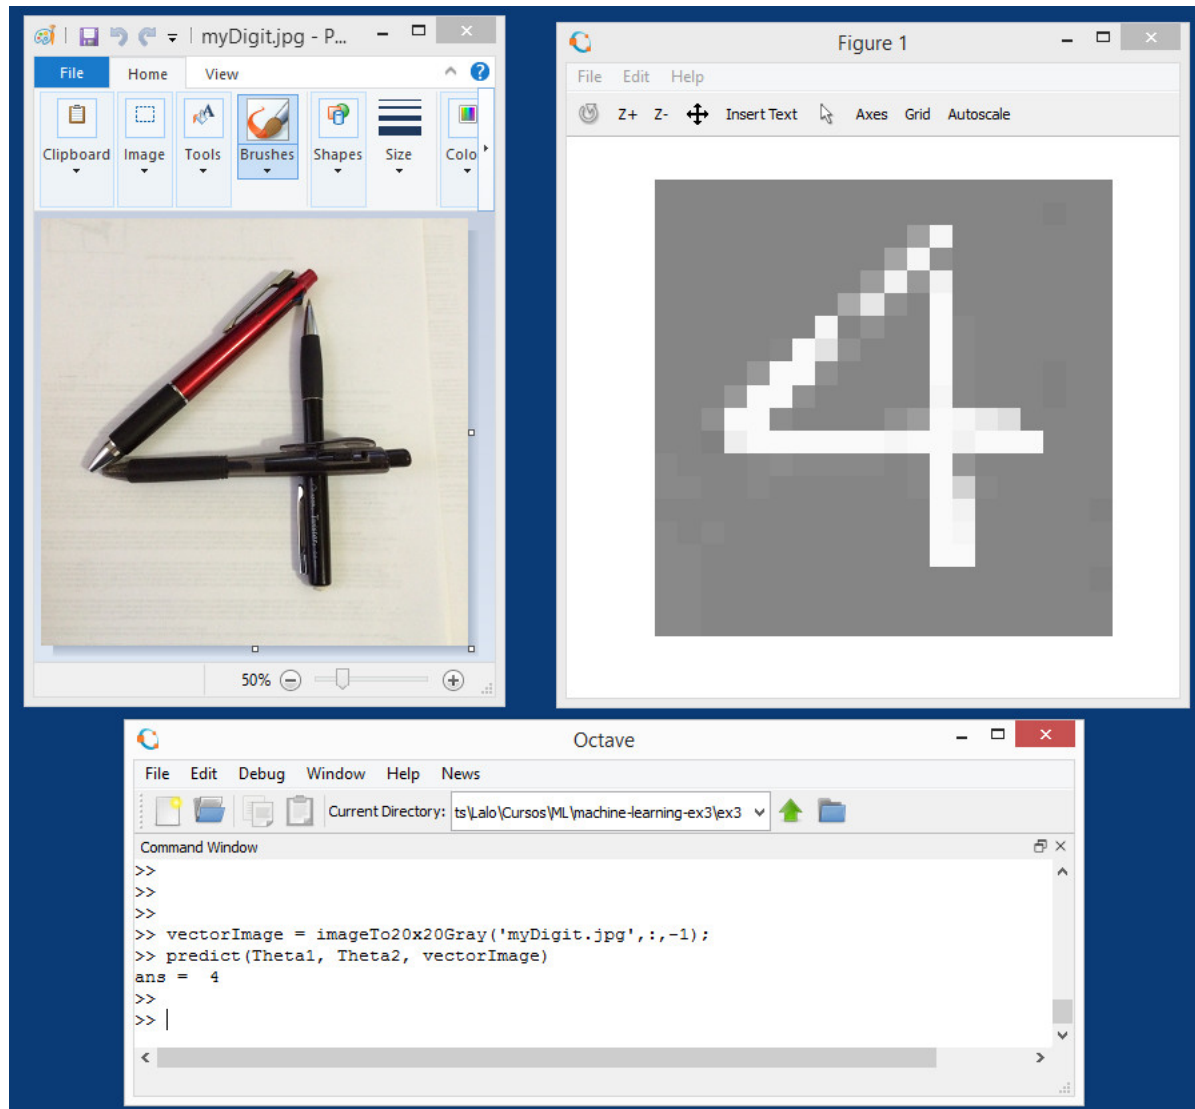 myDigit.jpg - P...
File Home View
Clipboard Image Tools Brushes Shapes Size Colo
50%
Figure 1
File Edit Help
Z+ Z- Insert Text Axes Grid Autoscale
Octave
File Edit Debug Window Help News
Current Directory: ts\Lalo\Cursos\ML\machine-learning-ex3\ex3
Command Window
>>
>>
>>
>> vectorImage = imageTo20x20Gray('myDigit.jpg',:,-1);
>> predict(Theta1, Theta2, vectorImage)
ans = 4
>>
>>